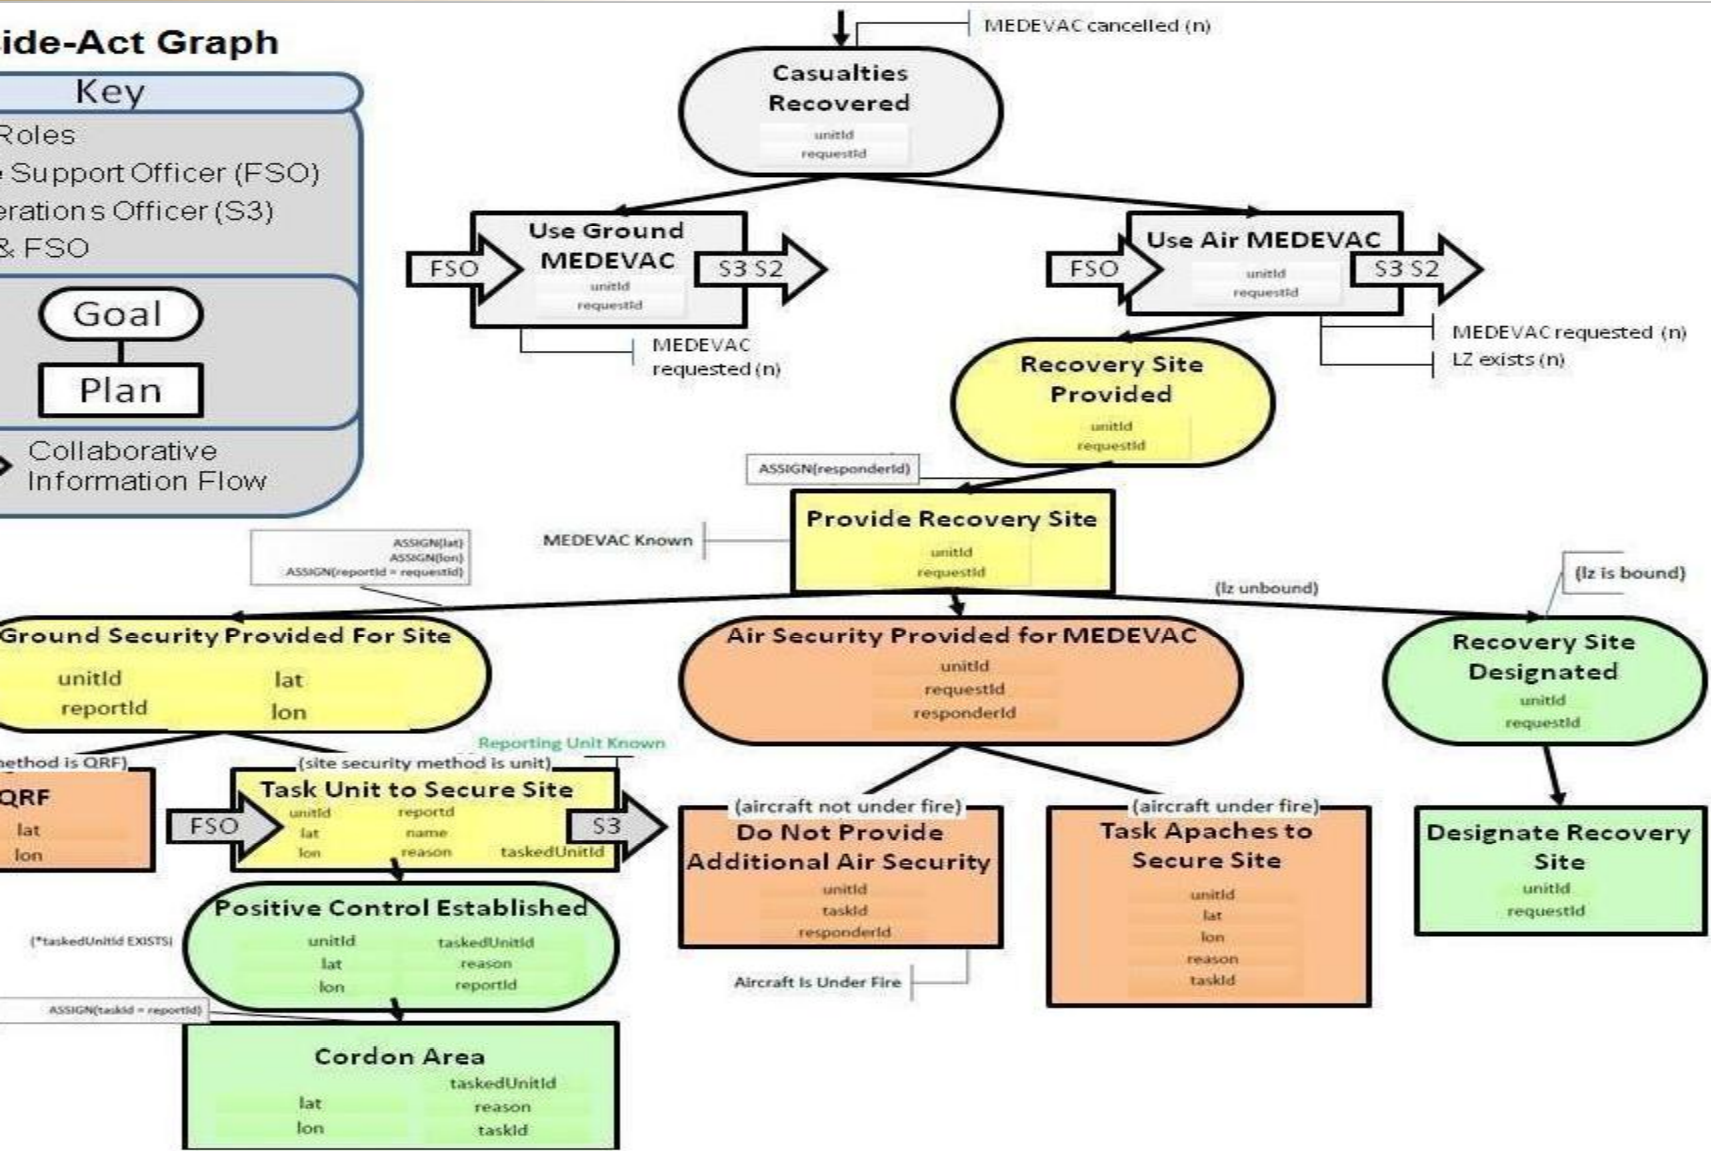 ide-Act Graph
Key
Roles
Support Officer (FSO)
erations Officer (S3)
& FSO
Goal
Plan
Collaborative
Information Flow
MEDEVAC cancelled (n)
Casualties
Recovered
unitId
requestId
Use Ground
MEDEVAC
unitId
requestId
FSO
S3 S2
MEDEVAC
requested (n)
Use Air MEDEVAC
unitId
requestId
FSO
S3 S2
MEDEVAC requested (n)
LZ exists (n)
Recovery Site
Provided
unitId
requestId
ASSIGN(responderId)
Provide Recovery Site
unitId
requestId
MEDEVAC Known
ASSIGN(lat)
ASSIGN(lon)
ASSIGN(reportId = requestId)
(lz unbound)
(lz is bound)
Ground Security Provided For Site
unitId lat
reportId lon
Air Security Provided for MEDEVAC
unitId
requestId
responderId
Recovery Site
Designated
unitId
requestId
ethod is QRF)
QRF
lat
lon
Reporting Unit Known
(site security method is unit)
Task Unit to Secure Site
unitId reportd
lat name
lon reason taskedUnitId
FSO
S3
(aircraft not under fire)
Do Not Provide
Additional Air Security
unitId
taskId
responderId
Aircraft Is Under Fire
(aircraft under fire)
Task Apaches to
Secure Site
unitId
lat
lon
reason
taskId
Designate Recovery
Site
unitId
requestId
Positive Control Established
unitId taskedUnitId
lat reason
lon reportId
(*taskedUnitId EXISTS)
ASSIGN(taskId = reportId)
Cordon Area
taskedUnitId
lat reason
lon taskId